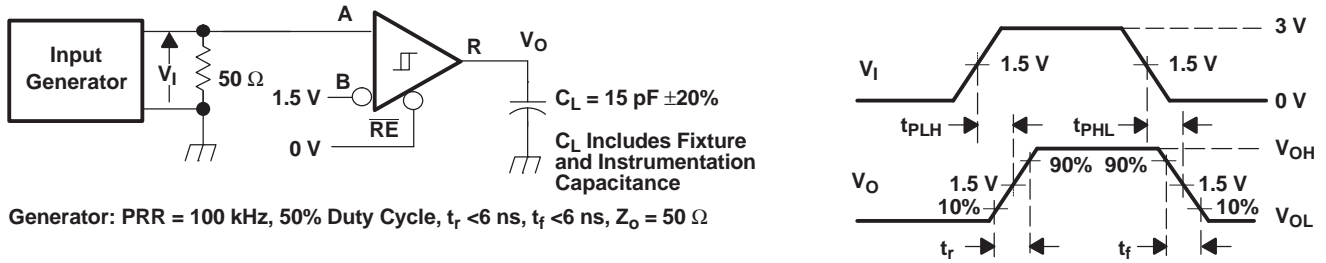 Input
Generator
V_I
50 Ω
A
B
1.5 V
0 V
RE
R
V_O
C_L = 15 pF ±20%
C_L Includes Fixture
and Instrumentation
Capacitance
Generator: PRR = 100 kHz, 50% Duty Cycle, t_r <6 ns, t_f <6 ns, Z_o = 50 Ω
V_I
3 V
1.5 V
1.5 V
0 V
t_PLH
t_PHL
V_OH
90%
90%
V_O
1.5 V
1.5 V
10%
10%
V_OL
t_r
t_f